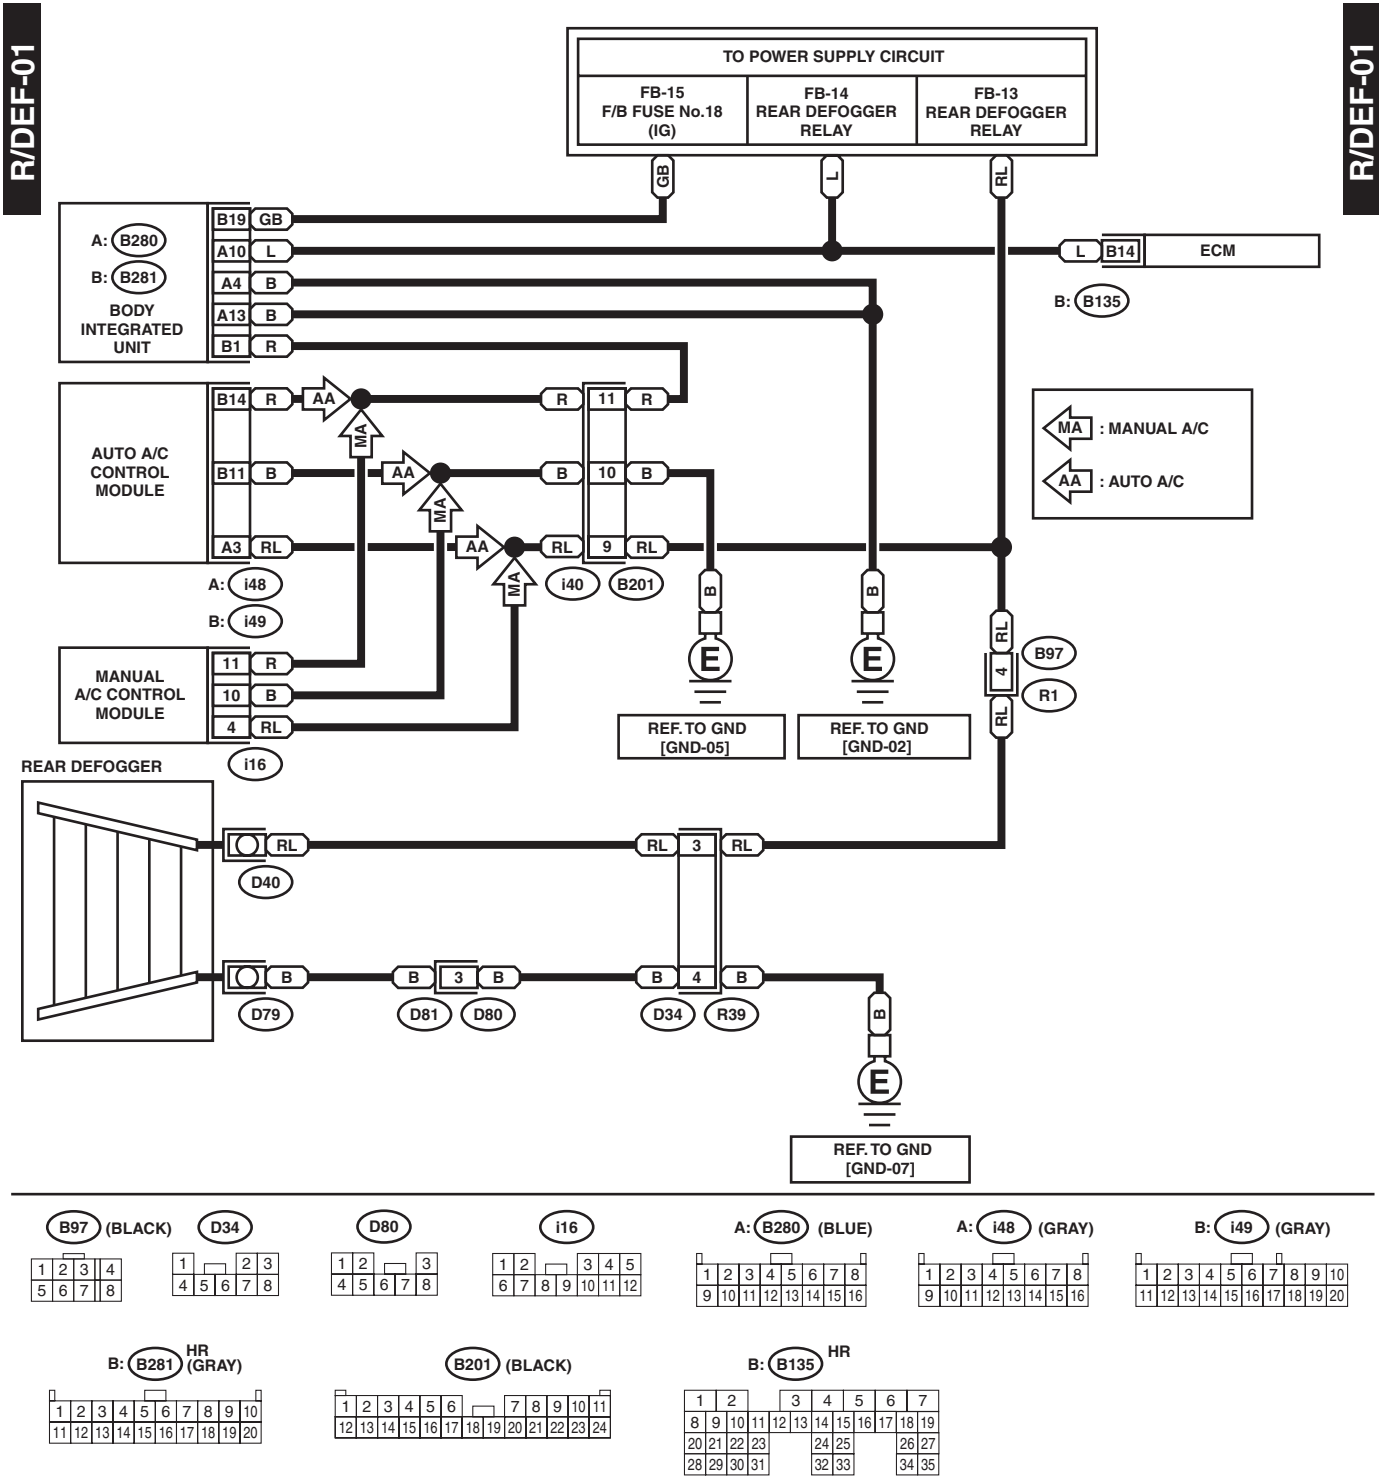 R/DEF-01
R/DEF-01
TO POWER SUPPLY CIRCUIT
FB-15
F/B FUSE No.18
(IG)
FB-14
REAR DEFOGGER
RELAY
FB-13
REAR DEFOGGER
RELAY
GB
L
RL
A: B280
B: B281
BODY
INTEGRATED
UNIT
B19 GB
A10 L
A4 B
A13 B
B1 R
L B14 ECM
B: B135
AUTO A/C
CONTROL
MODULE
B14 R AA R 11 R
MA
B11 B AA B 10 B
MA
A3 RL AA RL 9 RL
MA
A: i48
B: i49
i40 B201
MA : MANUAL A/C
AA : AUTO A/C
B
B
E
E
REF. TO GND
[GND-05]
REF. TO GND
[GND-02]
RL
4
RL
B97
R1
MANUAL
A/C CONTROL
MODULE
11 R
10 B
4 RL
i16
REAR DEFOGGER
RL RL 3 RL
D40
B B 3 B B 4 B
D79 D81 D80 D34 R39
B
E
REF. TO GND
[GND-07]
B97 (BLACK)
1 2 3 4
5 6 7 8
D34
1 2 3
4 5 6 7 8
D80
1 2 3
4 5 6 7 8
i16
1 2 3 4 5
6 7 8 9 10 11 12
A: B280 (BLUE)
1 2 3 4 5 6 7 8
9 10 11 12 13 14 15 16
A: i48 (GRAY)
1 2 3 4 5 6 7 8
9 10 11 12 13 14 15 16
B: i49 (GRAY)
1 2 3 4 5 6 7 8 9 10
11 12 13 14 15 16 17 18 19 20
B: B281 HR
(GRAY)
1 2 3 4 5 6 7 8 9 10
11 12 13 14 15 16 17 18 19 20
B201 (BLACK)
1 2 3 4 5 6 7 8 9 10 11
12 13 14 15 16 17 18 19 20 21 22 23 24
B: B135 HR
1 2 3 4 5 6 7
8 9 10 11 12 13 14 15 16 17 18 19
20 21 22 23 24 25 26 27
28 29 30 31 32 33 34 35